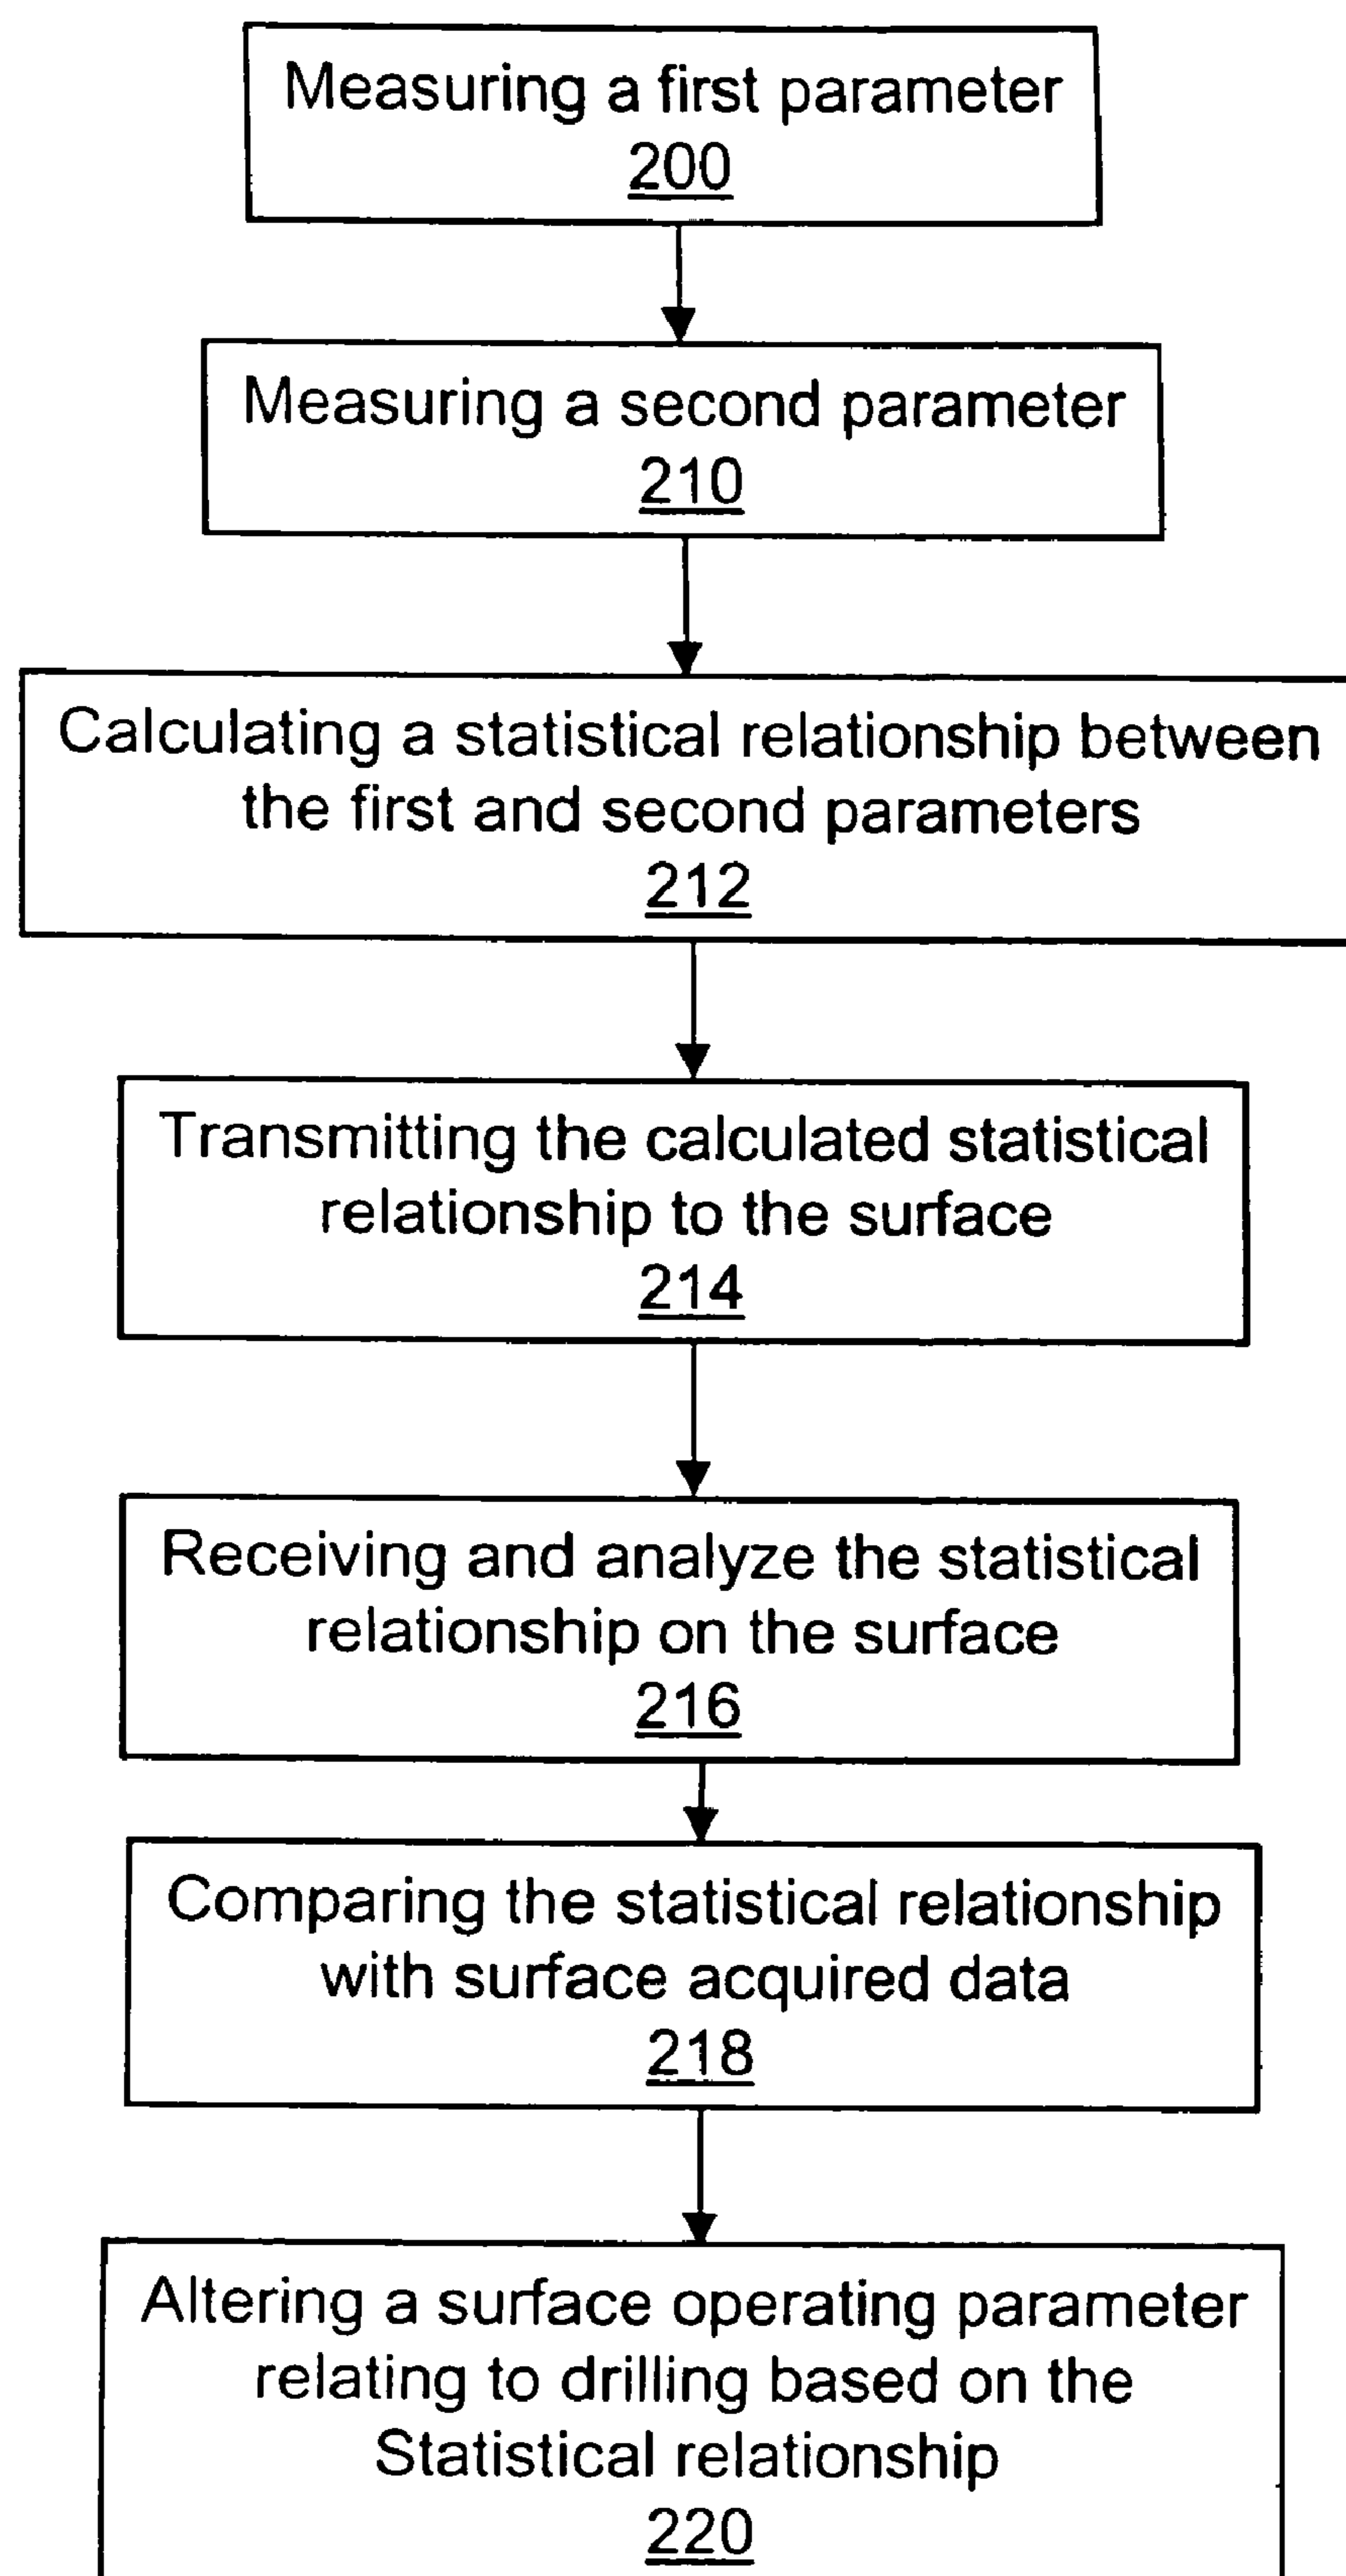 Measuring a first parameter
200
Measuring a second parameter
210
Calculating a statistical relationship between
the first and second parameters
212
Transmitting the calculated statistical
relationship to the surface
214
Receiving and analyze the statistical
relationship on the surface
216
Comparing the statistical relationship
with surface acquired data
218
Altering a surface operating parameter
relating to drilling based on the
Statistical relationship
220